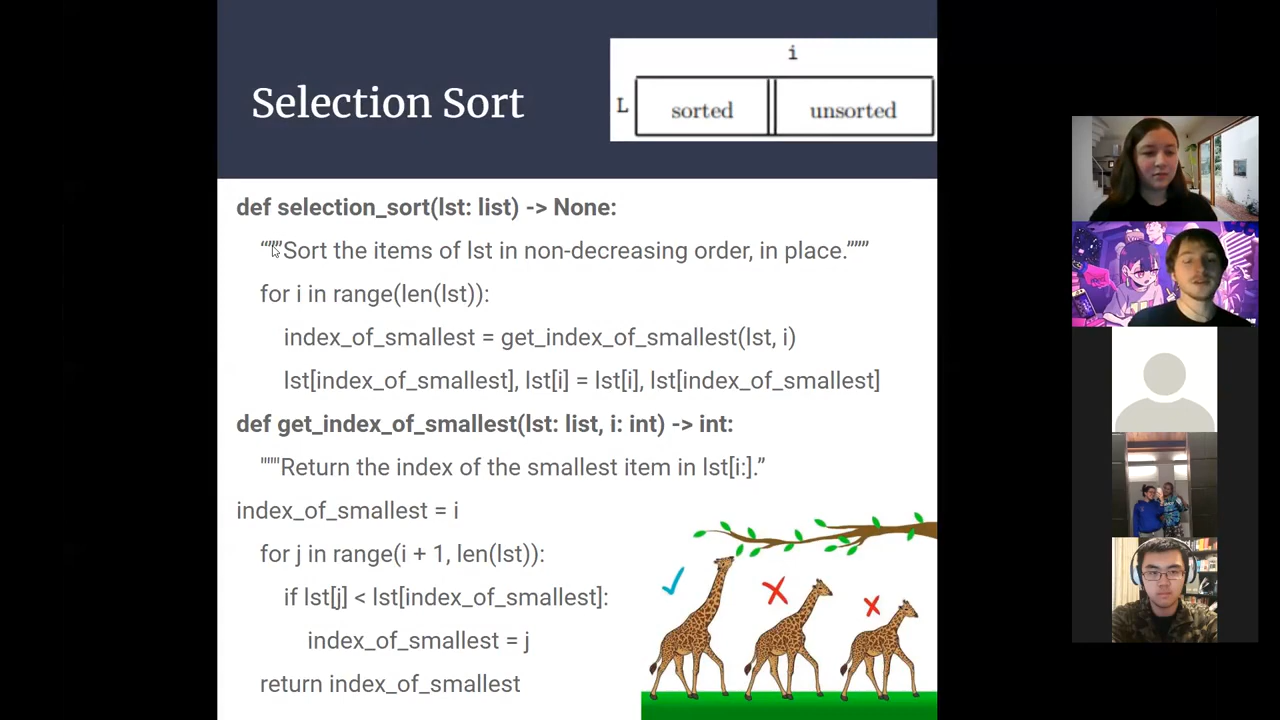 Selection Sort
i
L
sorted
unsorted
def selection_sort(lst: list) -> None:
“””Sort the items of lst in non-decreasing order, in place.”””
for i in range(len(lst)):
index_of_smallest = get_index_of_smallest(lst, i)
lst[index_of_smallest], lst[i] = lst[i], lst[index_of_smallest]
def get_index_of_smallest(lst: list, i: int) -> int:
"""Return the index of the smallest item in lst[i:].”
index_of_smallest = i
for j in range(i + 1, len(lst)):
if lst[j] < lst[index_of_smallest]:
index_of_smallest = j
return index_of_smallest